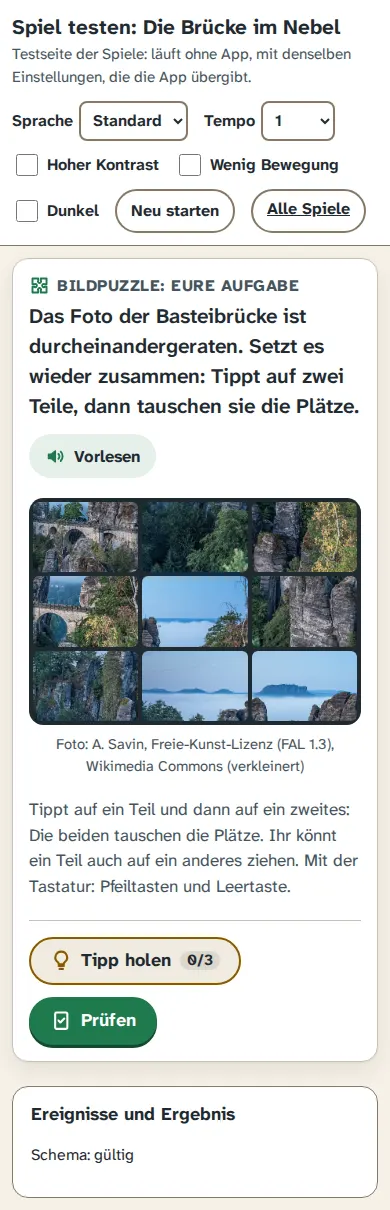 Spiel testen: Die Brücke im Nebel
Testseite der Spiele: läuft ohne App, mit denselben
Einstellungen, die die App übergibt.
Sprache Standard Tempo 1
Hoher Kontrast Wenig Bewegung
Dunkel Neu starten Alle Spiele
BILDPUZZLE: EURE AUFGABE
Das Foto der Basteibrücke ist
durcheinandergeraten. Setzt es
wieder zusammen: Tippt auf zwei
Teile, dann tauschen sie die Plätze.
Vorlesen
Foto: A. Savin, Freie-Kunst-Lizenz (FAL 1.3),
Wikimedia Commons (verkleinert)
Tippt auf ein Teil und dann auf ein zweites:
Die beiden tauschen die Plätze. Ihr könnt
ein Teil auch auf ein anderes ziehen. Mit der
Tastatur: Pfeiltasten und Leertaste.
Tipp holen 0/3
Prüfen
Ereignisse und Ergebnis
Schema: gültig